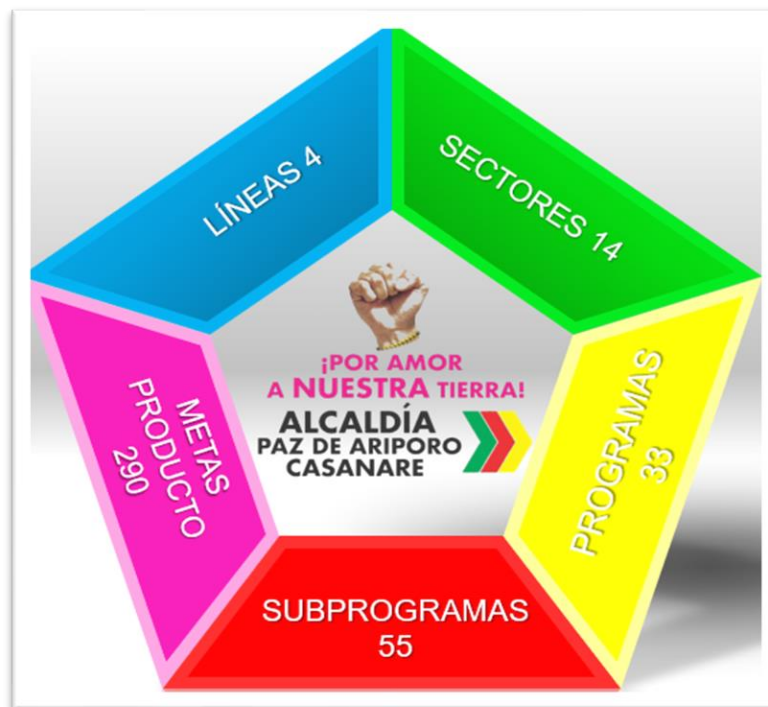 LÍNEAS 4
SECTORES 14
PROGRAMAS
33
SUBPROGRAMAS
55
METAS
PRODUCTO
290
¡POR AMOR
A NUESTRA TIERRA!
ALCALDÍA
PAZ DE ARIPORO
CASANARE